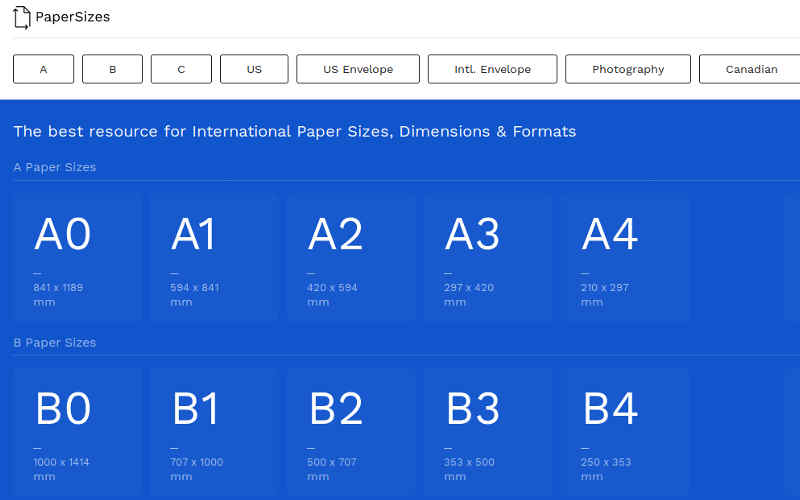 PaperSizes
A B C US US Envelope Intl. Envelope Photography Canadian
The best resource for International Paper Sizes, Dimensions & Formats
A Paper Sizes
A0 A1 A2 A3 A4
– – – – –
841 x 1189 594 x 841 420 x 594 297 x 420 210 x 297
mm mm mm mm mm
B Paper Sizes
B0 B1 B2 B3 B4
– – – – –
1000 x 1414 707 x 1000 500 x 707 353 x 500 250 x 353
mm mm mm mm mm